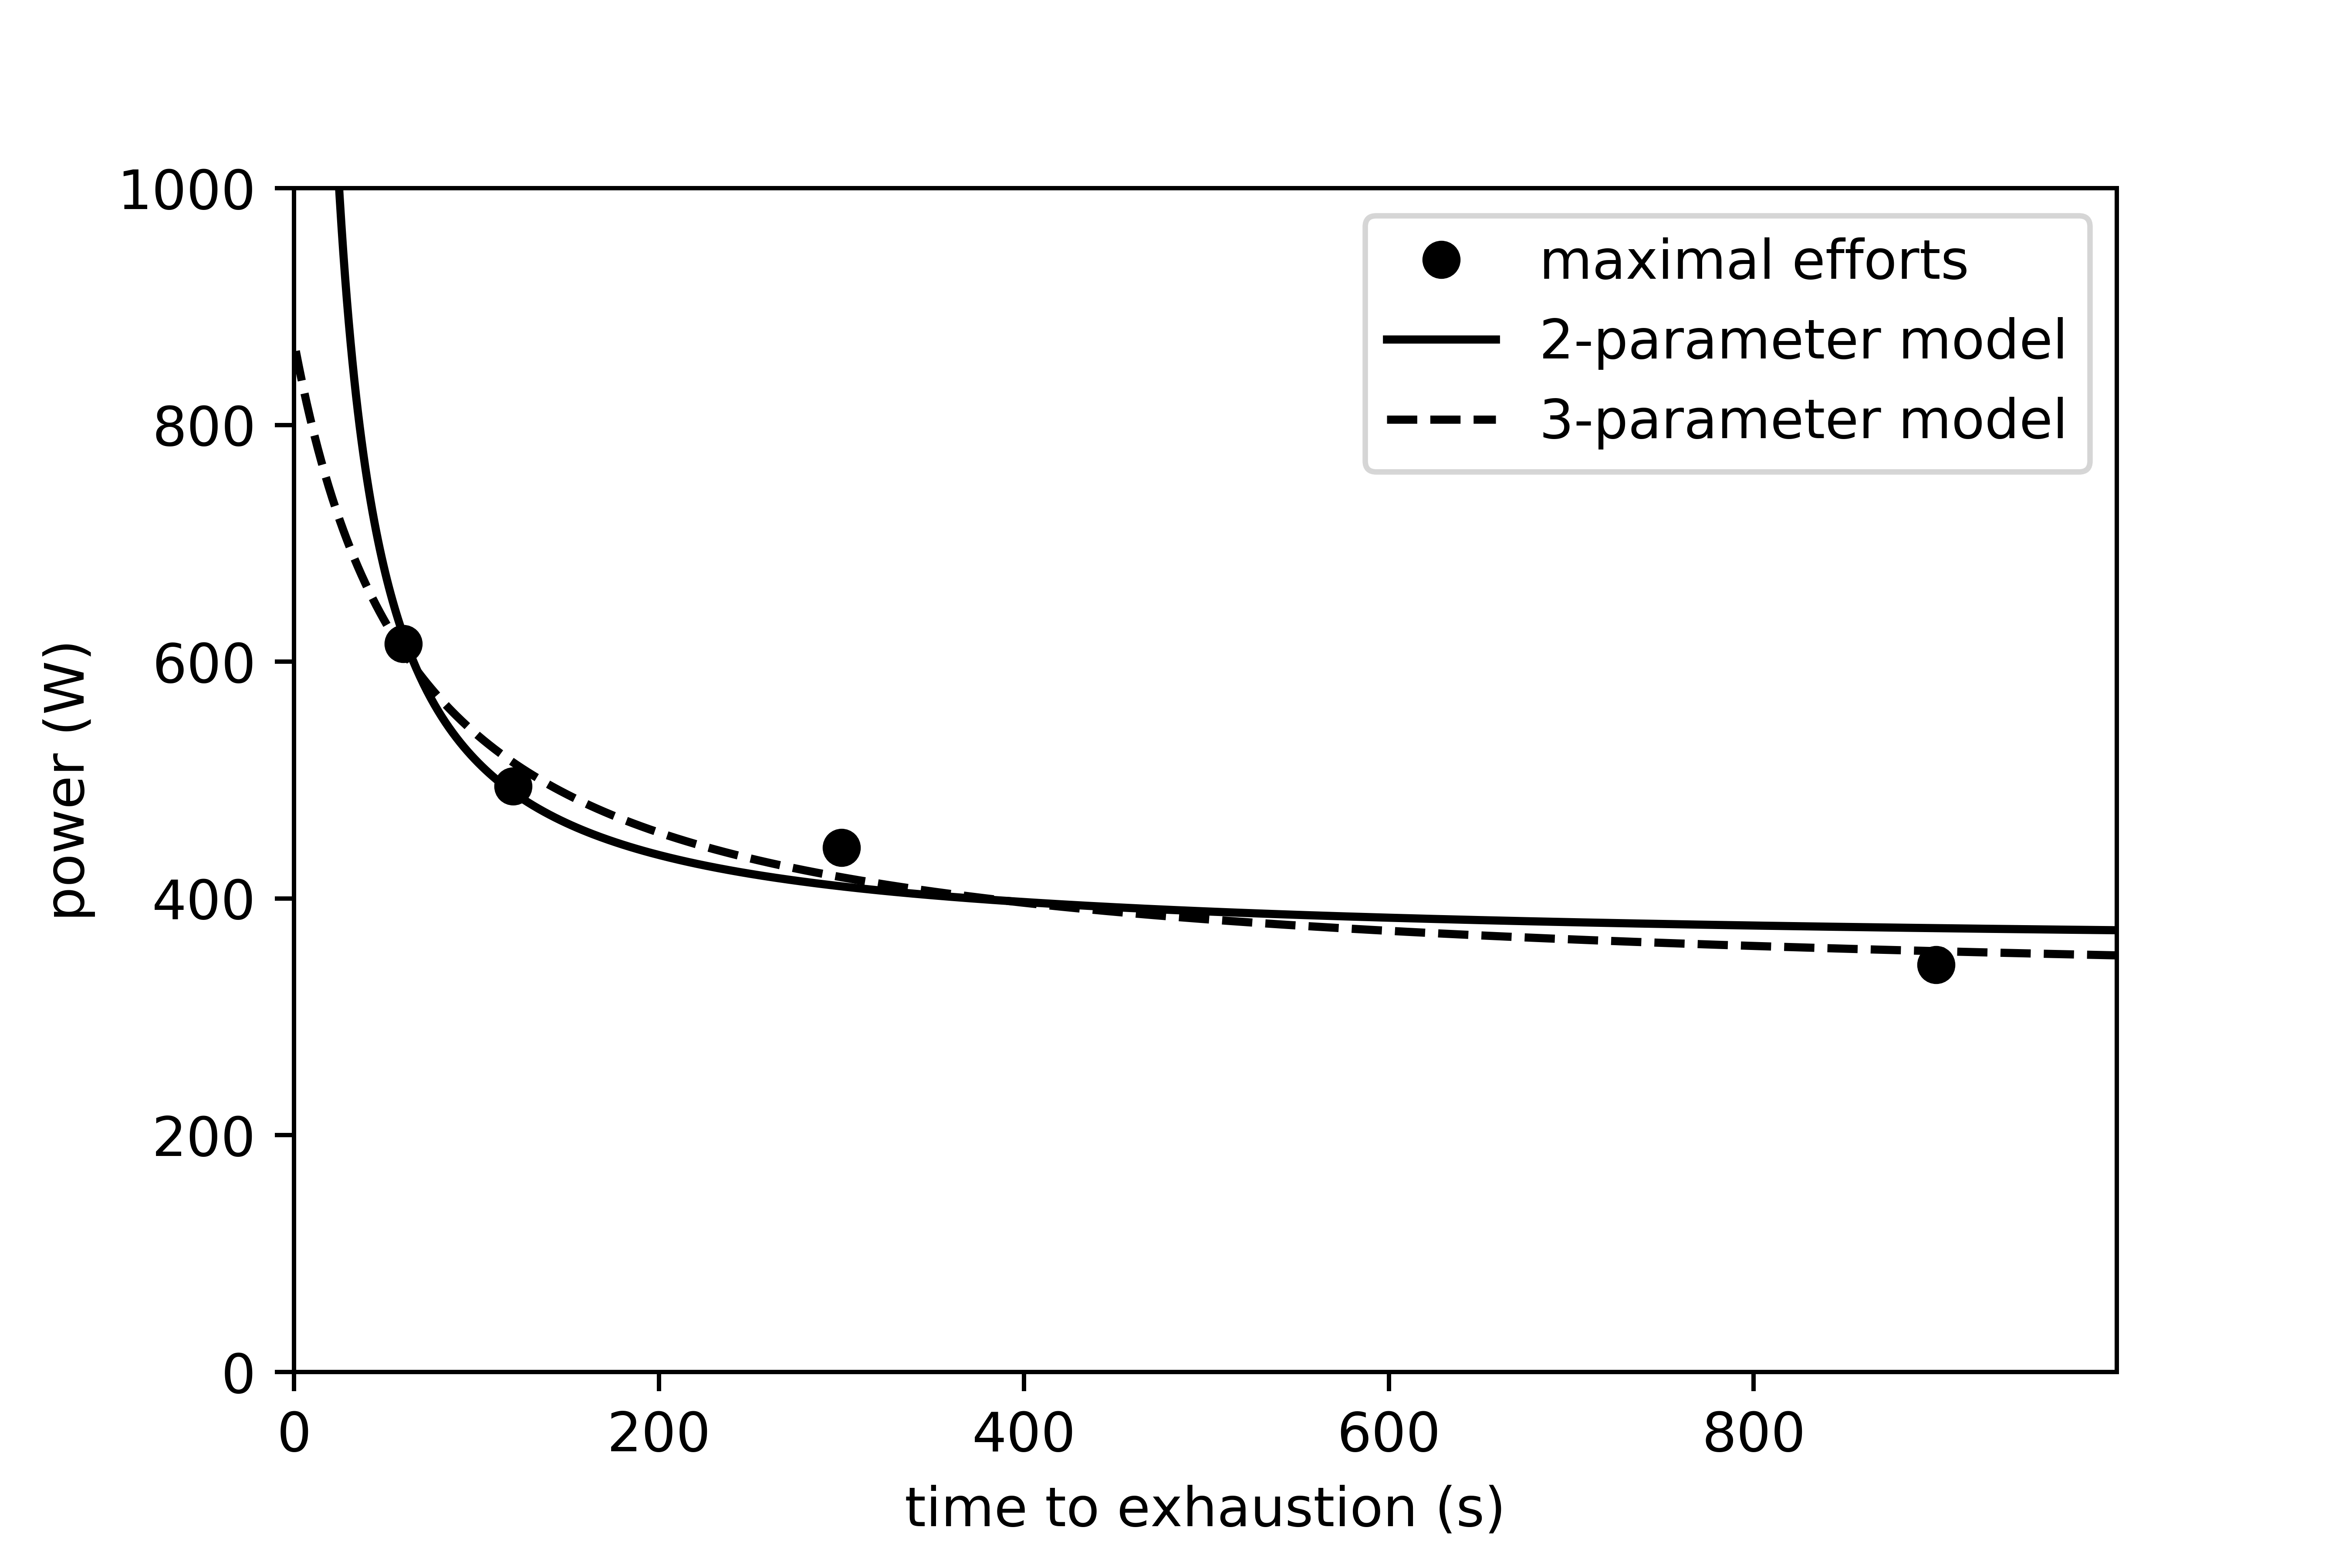 1000
800
600
400
200
0
power (W)
maximal efforts
2-parameter model
3-parameter model
0 200 400 600 800
time to exhaustion (s)